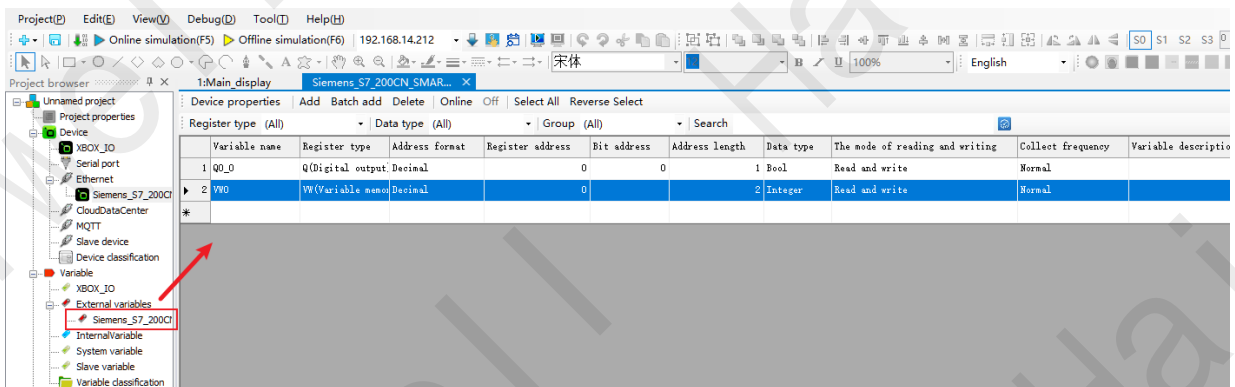 Project(P) Edit(E) View(V) Debug(D) Tool(T) Help(H)
Online simulation(F5) Offline simulation(F6) 192.168.14.212 S0 S1 S2 S3
宋体 B I U 100% English
Project browser
1:Main_display Siemens_S7_200CN_SMAR...
Unnamed project
Project properties
Device
XBOX_IO
Serial port
Ethernet
Siemens_S7_200CN
CloudDataCenter
MQTT
Slave device
Device classification
Variable
XBOX_IO
External variables
Siemens_S7_200CN
InternalVariable
System variable
Slave variable
Variable classification
Device properties Add Batch add Delete Online Off Select All Reverse Select
Register type (All) Data type (All) Group (All) Search
Variable name Register type Address format Register address Bit address Address length Data type The mode of reading and writing Collect frequency Variable descriptio
1 Q0_0 Q(Digital output) Decimal 0 0 1 Bool Read and write Normal
2 VW0 VW(Variable memo Decimal 0 2 Integer Read and write Normal